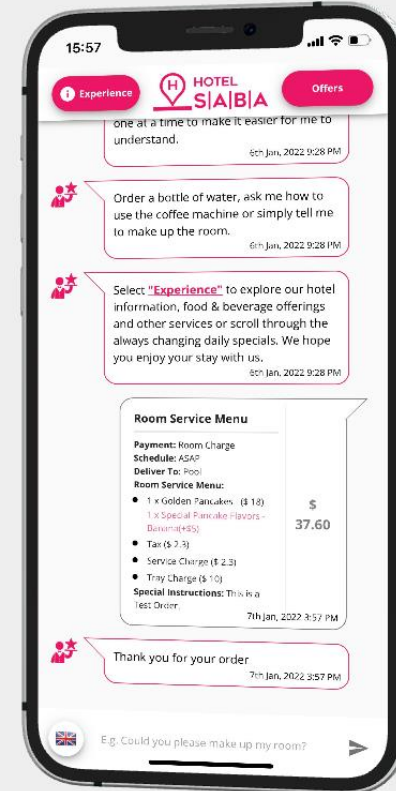 15:57
Experience
HOTEL
S|A|B|A
Offers
one at a time to make it easier for me to
understand.
6th Jan, 2022 9:28 PM
Order a bottle of water, ask me how to
use the coffee machine or simply tell me
to make up the room.
6th Jan, 2022 9:28 PM
Select "Experience" to explore our hotel
information, food & beverage offerings
and other services or scroll through the
always changing daily specials. We hope
you enjoy your stay with us.
6th Jan, 2022 9:28 PM
Room Service Menu
Payment: Room Charge
Schedule: ASAP
Deliver To: Pool
Room Service Menu:
• 1 x Golden Pancakes ($ 18)
1 x Special Pancake Flavors -
Banana(+$5)
• Tax ($ 2.3)
• Service Charge ($ 2.3)
• Tray Charge ($ 10)
Special Instructions: This is a
Test Order.
$
37.60
7th Jan, 2022 3:57 PM
Thank you for your order
7th Jan, 2022 3:57 PM
E.g. Could you please make up my room?